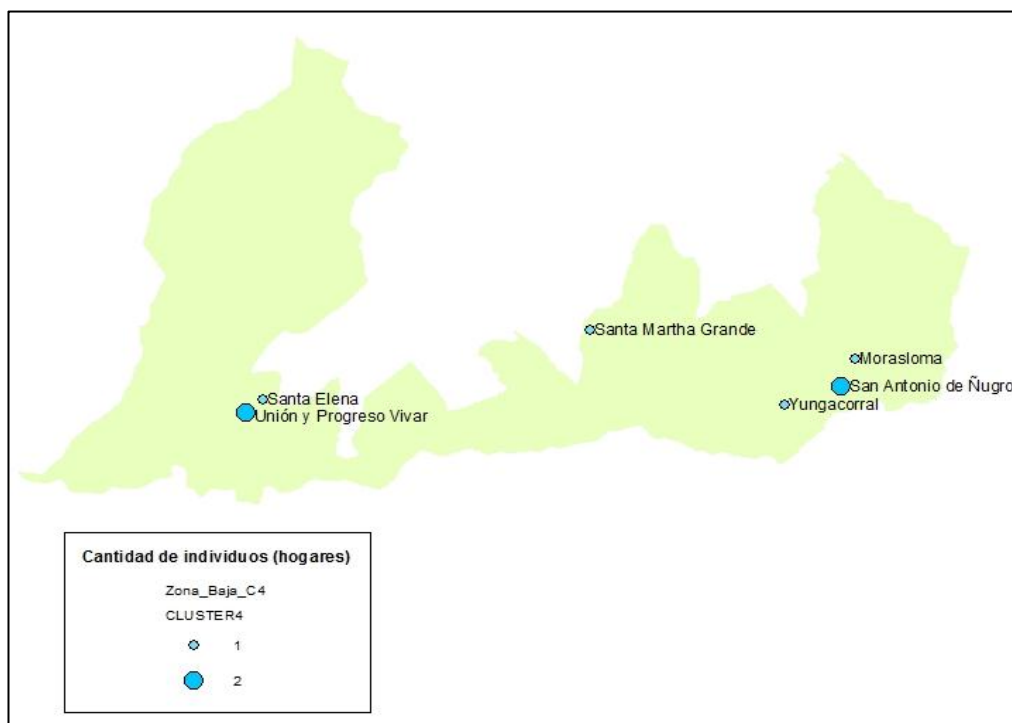 Santa Martha Grande
Morasloma
San Antonio de Ñugro
Yungacorral
Santa Elena
Unión y Progreso Vivar
Cantidad de individuos (hogares)
Zona_Baja_C4
CLUSTER4
1
2